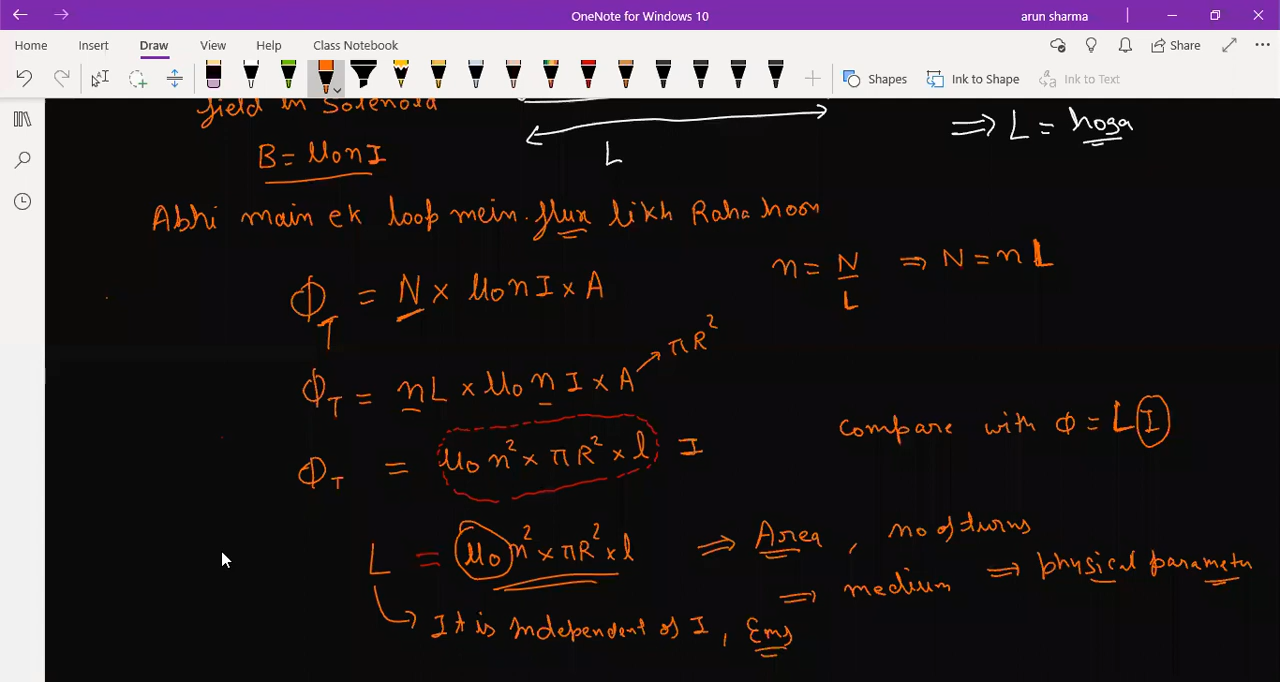 OneNote for Windows 10
arun sharma
Home Insert Draw View Help Class Notebook
Share
Shapes Ink to Shape Ink to Text
field in Solenoid
L
⇒ L = hoga
B = μ₀nI
Abhi main ek loop mein flux likh Raha hoon
n = N/L ⇒ N = nL
Φ_T = N × μ₀nI × A
πR²
Φ_T = nL × μ₀nI × A
compare with Φ = LI
Φ_T = μ₀n² × πR² × l I
L = μ₀n² × πR² × l ⇒ Area, no of turns
⇒ medium ⇒ physical parameter
It is independent of I, Emf